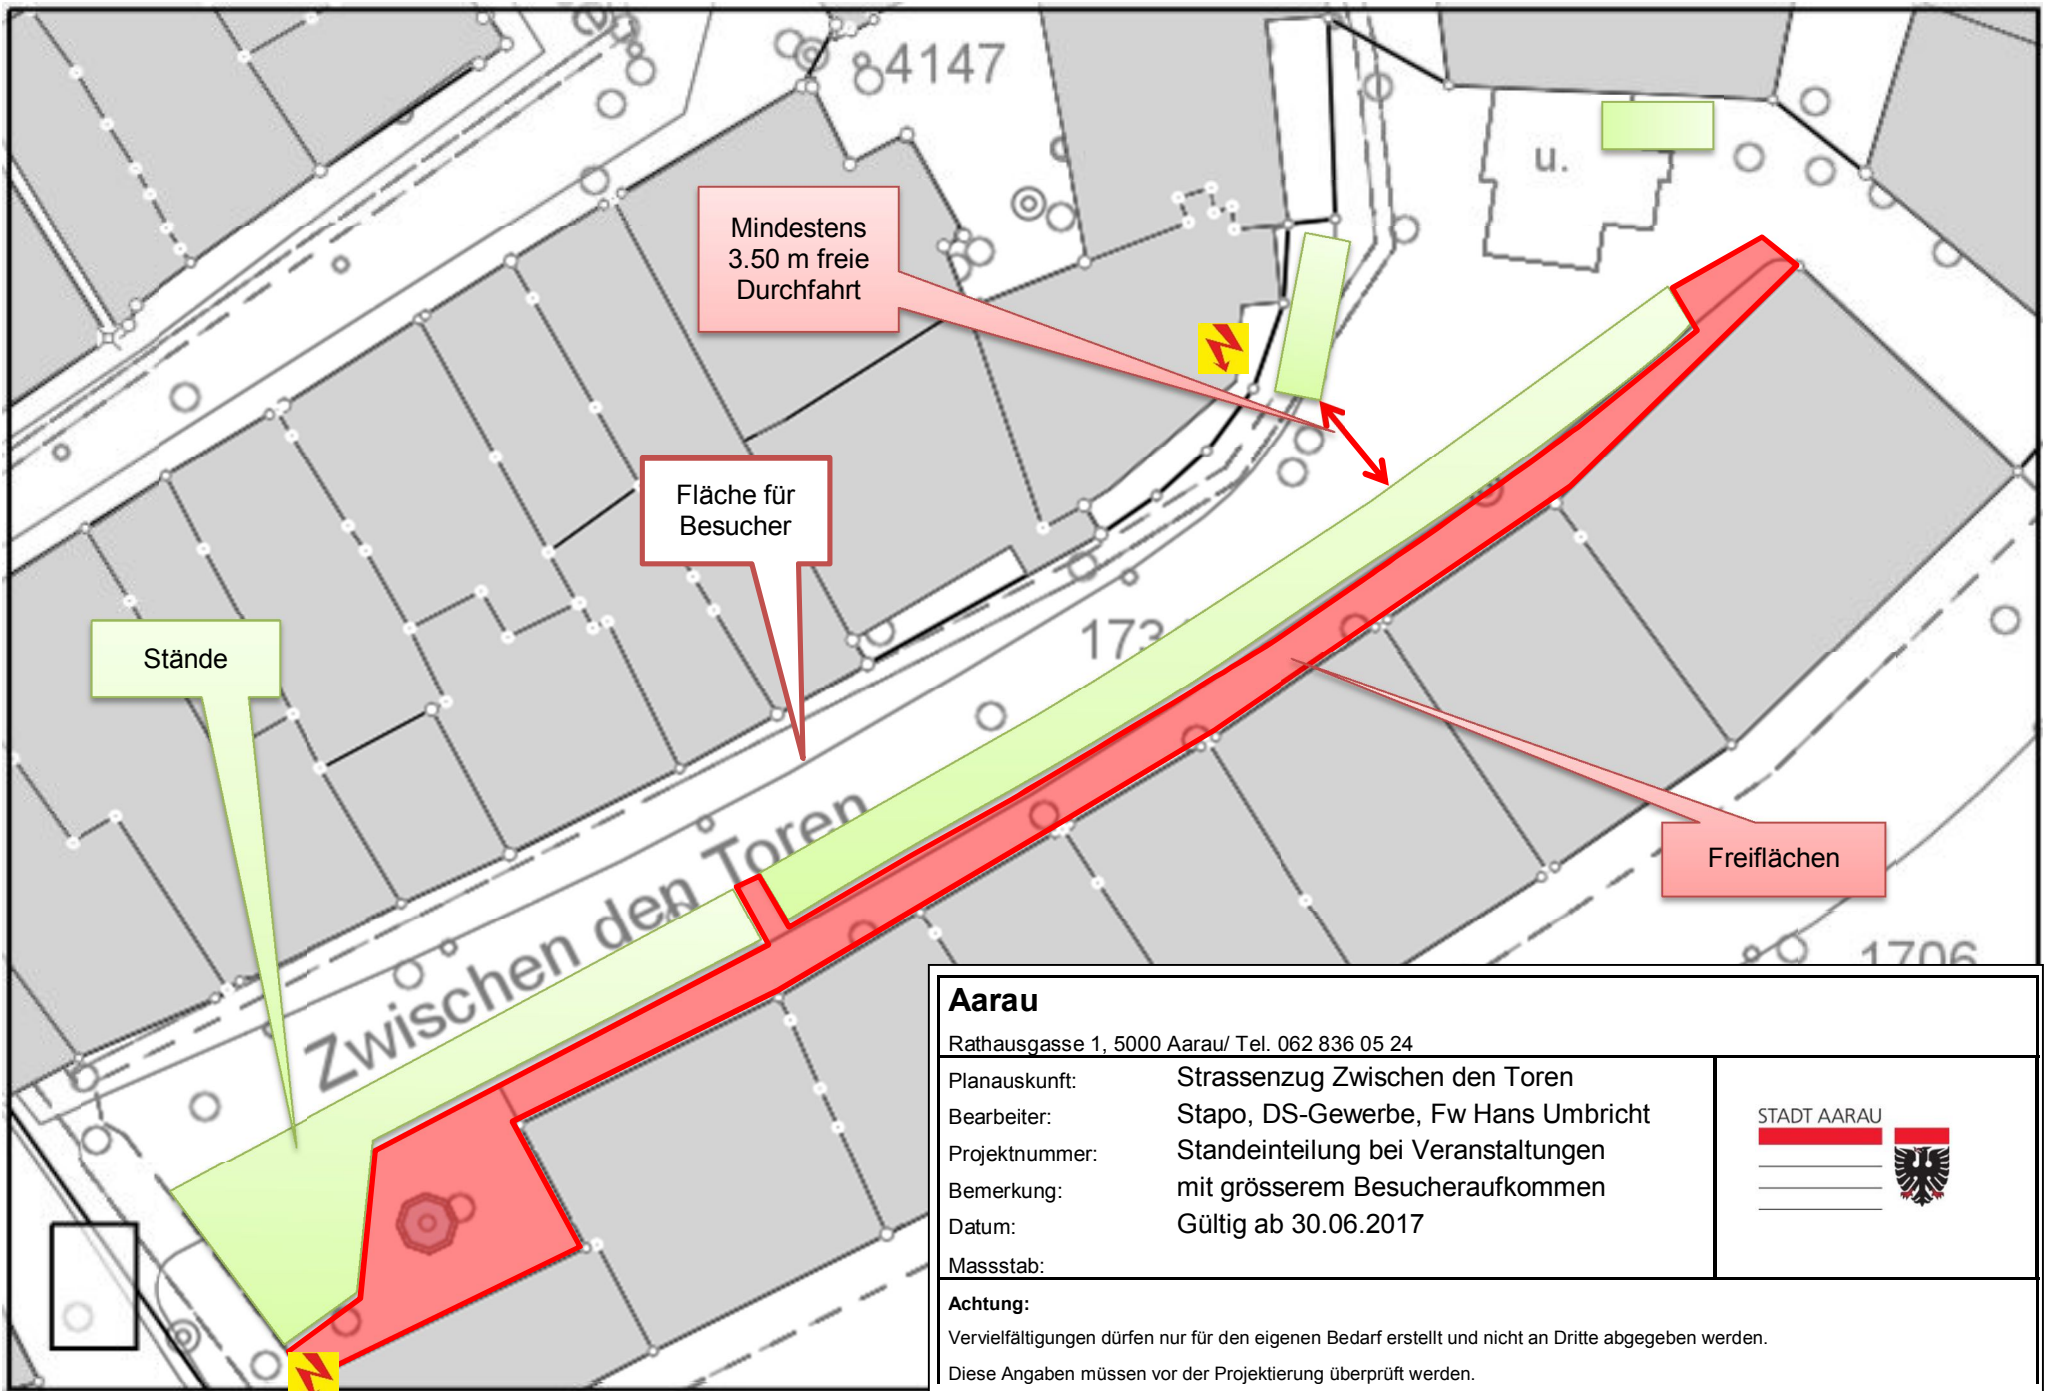 4147
u.
Mindestens
3.50 m freie
Durchfahrt
Fläche für
Besucher
Stände
173
Zwischen den Toren
Freiflächen
1706
Aarau
Rathausgasse 1, 5000 Aarau/ Tel. 062 836 05 24
Planauskunft: Strassenzug Zwischen den Toren
Bearbeiter: Stapo, DS-Gewerbe, Fw Hans Umbricht
Projektnummer: Standeinteilung bei Veranstaltungen
Bemerkung: mit grösserem Besucheraufkommen
Datum: Gültig ab 30.06.2017
Massstab:
STADT AARAU
Achtung:
Vervielfältigungen dürfen nur für den eigenen Bedarf erstellt und nicht an Dritte abgegeben werden.
Diese Angaben müssen vor der Projektierung überprüft werden.